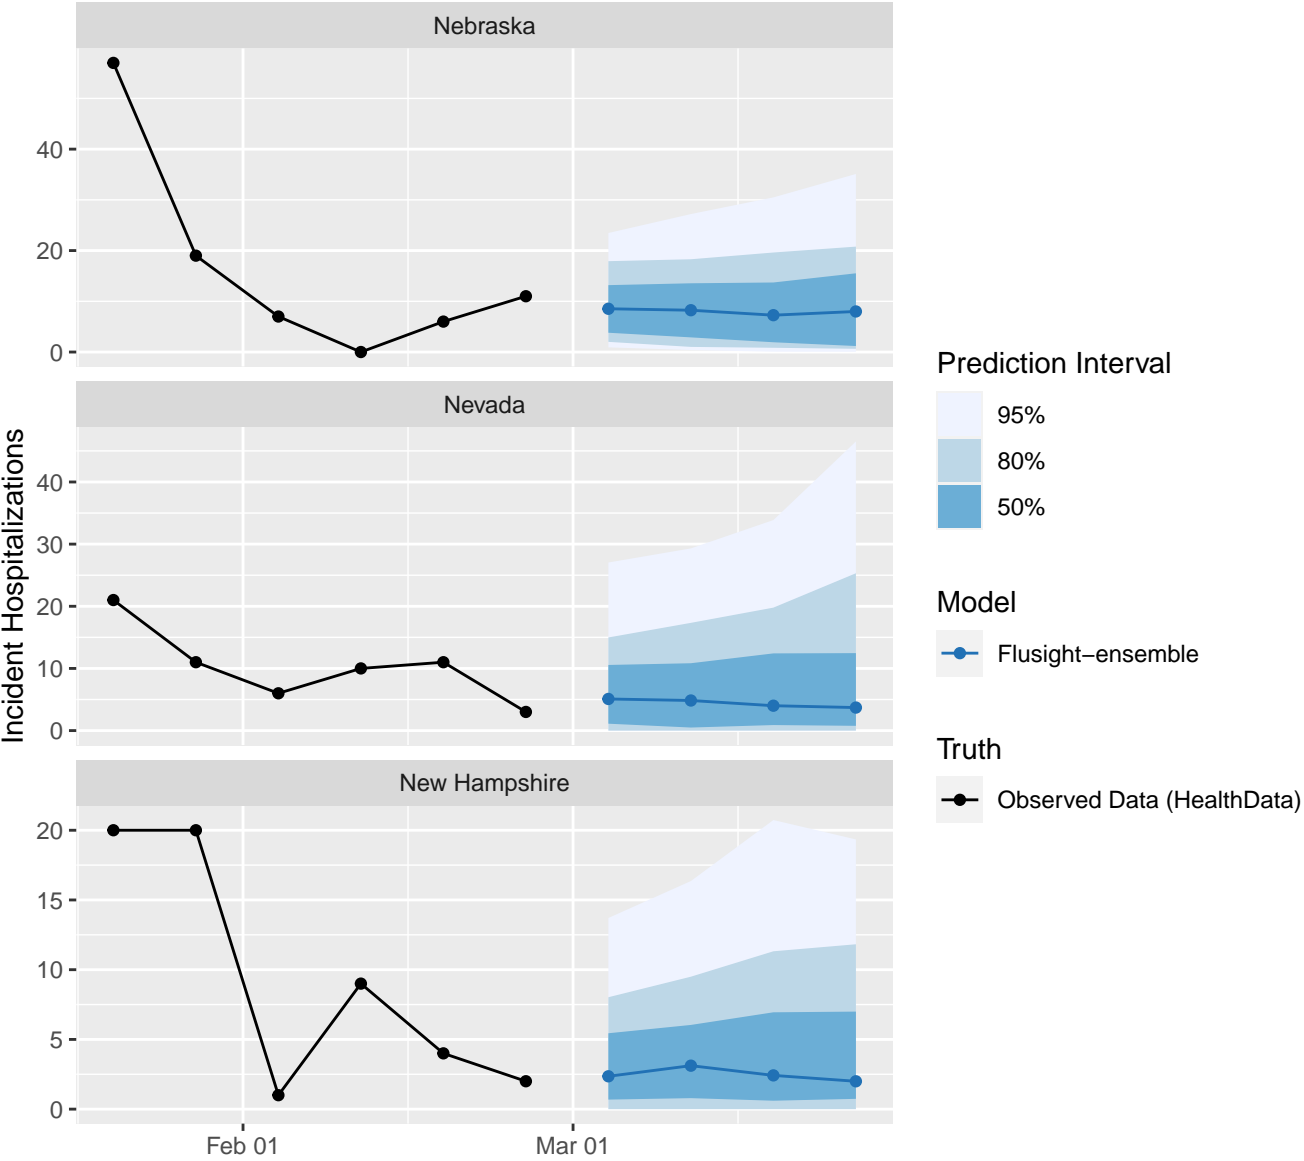 Nebraska
40
20
0
Nevada
40
30
20
10
0
New Hampshire
20
15
10
5
0
Feb 01
Mar 01
Incident Hospitalizations
Prediction Interval
95%
80%
50%
Model
Flusight−ensemble
Truth
Observed Data (HealthData)